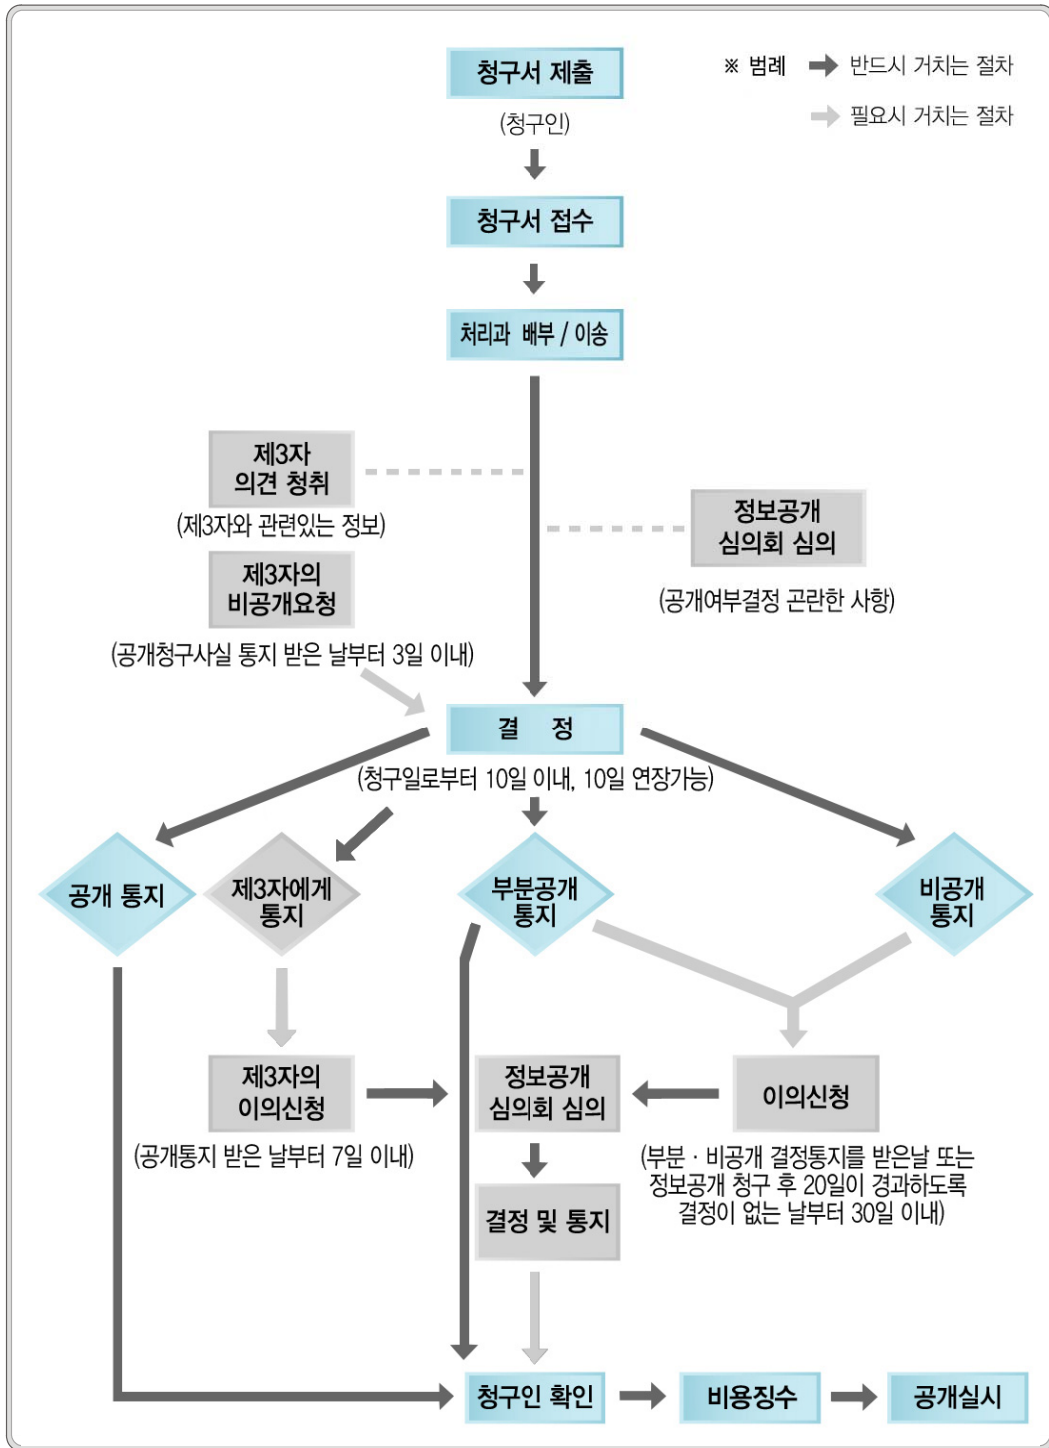 청구서 제출
※ 범례 반드시 거치는 절차
(청구인)
필요시 거치는 절차
청구서 접수
처리과 배부 / 이송
제3자
의견 청취
(제3자와 관련있는 정보)
정보공개
심의회 심의
(공개여부결정 곤란한 사항)
제3자의
비공개요청
(공개청구사실 통지 받은 날부터 3일 이내)
결 정
(청구일로부터 10일 이내, 10일 연장가능)
공개 통지
제3자에게
통지
부분공개
통지
비공개
통지
제3자의
이의신청
(공개통지 받은 날부터 7일 이내)
정보공개
심의회 심의
이의신청
(부분 · 비공개 결정통지를 받은날 또는
정보공개 청구 후 20일이 경과하도록
결정이 없는 날부터 30일 이내)
결정 및 통지
청구인 확인
비용징수
공개실시